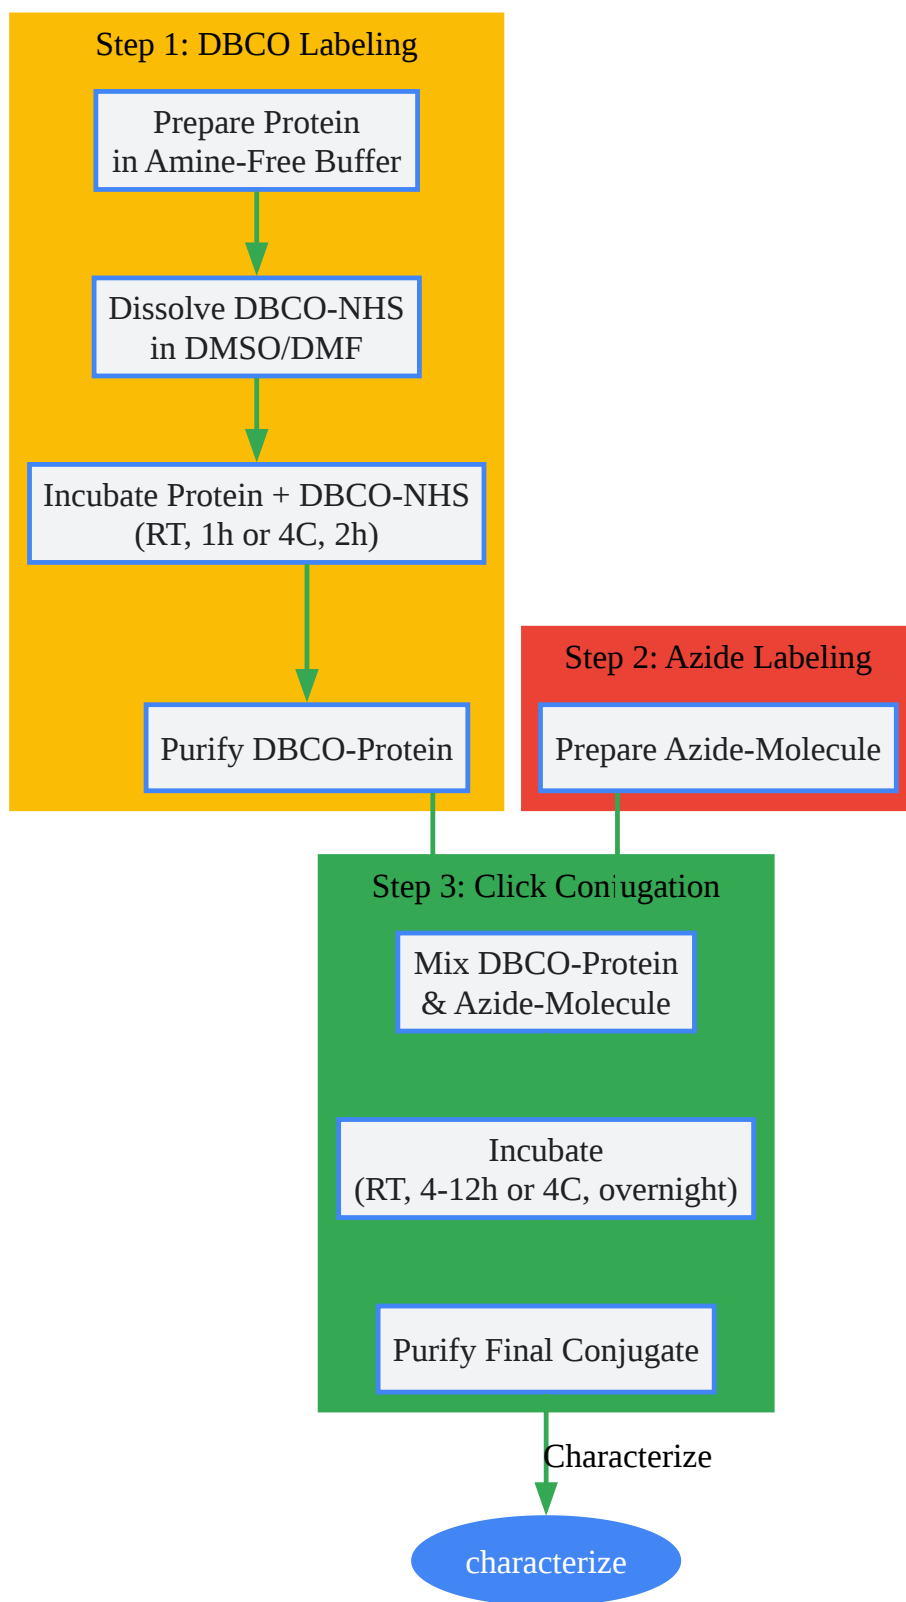 Step 1: DBCO Labeling
Prepare Protein
in Amine-Free Buffer
Dissolve DBCO-NHS
in DMSO/DMF
Incubate Protein + DBCO-NHS
(RT, 1h or 4C, 2h)
Purify DBCO-Protein
Step 2: Azide Labeling
Prepare Azide-Molecule
Step 3: Click Conjugation
Mix DBCO-Protein
& Azide-Molecule
Incubate
(RT, 4-12h or 4C, overnight)
Purify Final Conjugate
Characterize
characterize